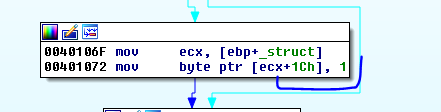 0040106F mov ecx, [ebp+_struct]
00401072 mov byte ptr [ecx+1Ch], 1